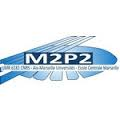 M2P2
UMR 6181 CNRS - Aix-Marseille Universités - Ecole Centrale Marseille